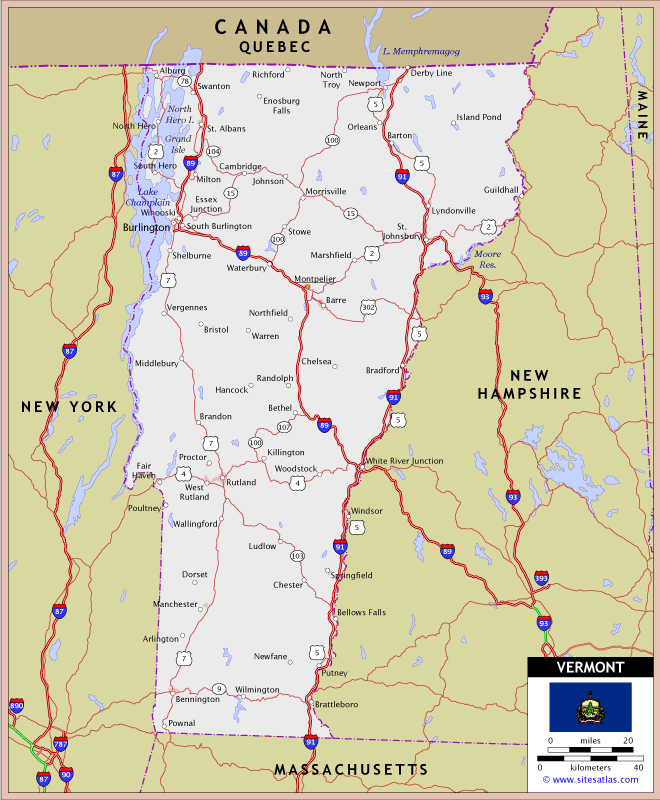 CANADA
QUEBEC
L. Memphremagog
Alburg
Richford
North
Troy
Newport
Derby Line
78
Swanton
Enosburg
Falls
5
MAINE
North
Hero I.
North Hero
St. Albans
Orleans
Island Pond
Barton
100
Grand
Isle
2
104
89
5
South Hero
Cambridge
Milton
Johnson
87
91
Lake
Champlain
15
Morrisville
Guildhall
Essex
Junction
Winooski
15
Lyndonville
Burlington
South Burlington
Stowe
St.
Johnsbury
2
100
Shelburne
89
Marshfield
2
Moore
Res.
Waterbury
7
Montpelier
93
Barre
302
Vergennes
Northfield
Bristol
Warren
5
87
Middlebury
Chelsea
Bradford
Randolph
Hancock
NEW
HAMPSHIRE
91
NEW YORK
Bethel
Brandon
107
89
5
7
100
Proctor
Killington
White River Junction
Fair
Haven
4
Woodstock
4
West
Rutland
Rutland
93
Poultney
Windsor
Wallingford
5
Ludlow
91
89
103
Dorset
Springfield
Chester
393
Manchester
87
Bellows Falls
93
Arlington
7
Newfane
5
Putney
VERMONT
9
Wilmington
Bennington
890
Brattleboro
Pownal
787
91
0 miles 20
0 kilometers 40
MASSACHUSETTS
87
90
© www.sitesatlas.com